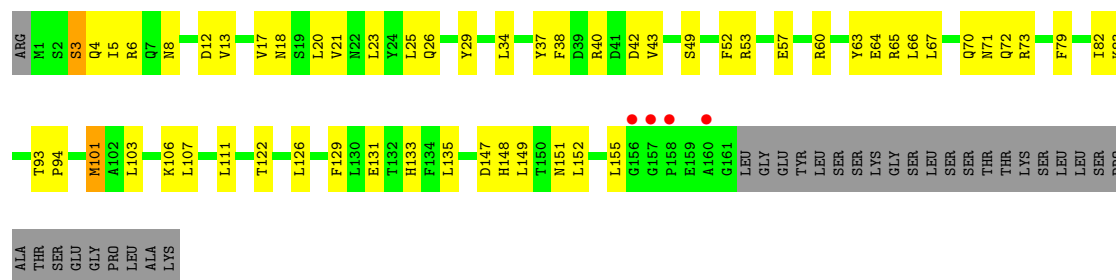 ARG M1 S2 S3 Q4 I5 R6 Q7 N8 D12 V13 V17 N18 S19 L20 V21 N22 L23 Y24 L25 Q26 Y29 L34 Y37 F38 D39 R40 D41 D42 V43 S49 F52 R53 E57 R60 Y63 E64 R65 L66 L67 Q70 N71 Q72 R73 F79 I82
T93 P94 M101 A102 L103 K106 L107 L111 T122 L126 F129 L130 E131 T132 H133 F134 L135 D147 H148 L149 T150 N151 L152 L155 G156 G157 P158 E159 A160 G161 LEU GLY GLU TYR LEU SER SER LYS GLY SER LEU SER SER THR THR LYS SER LEU LEU SER
ALA THR SER GLU GLY PRO LEU ALA LYS